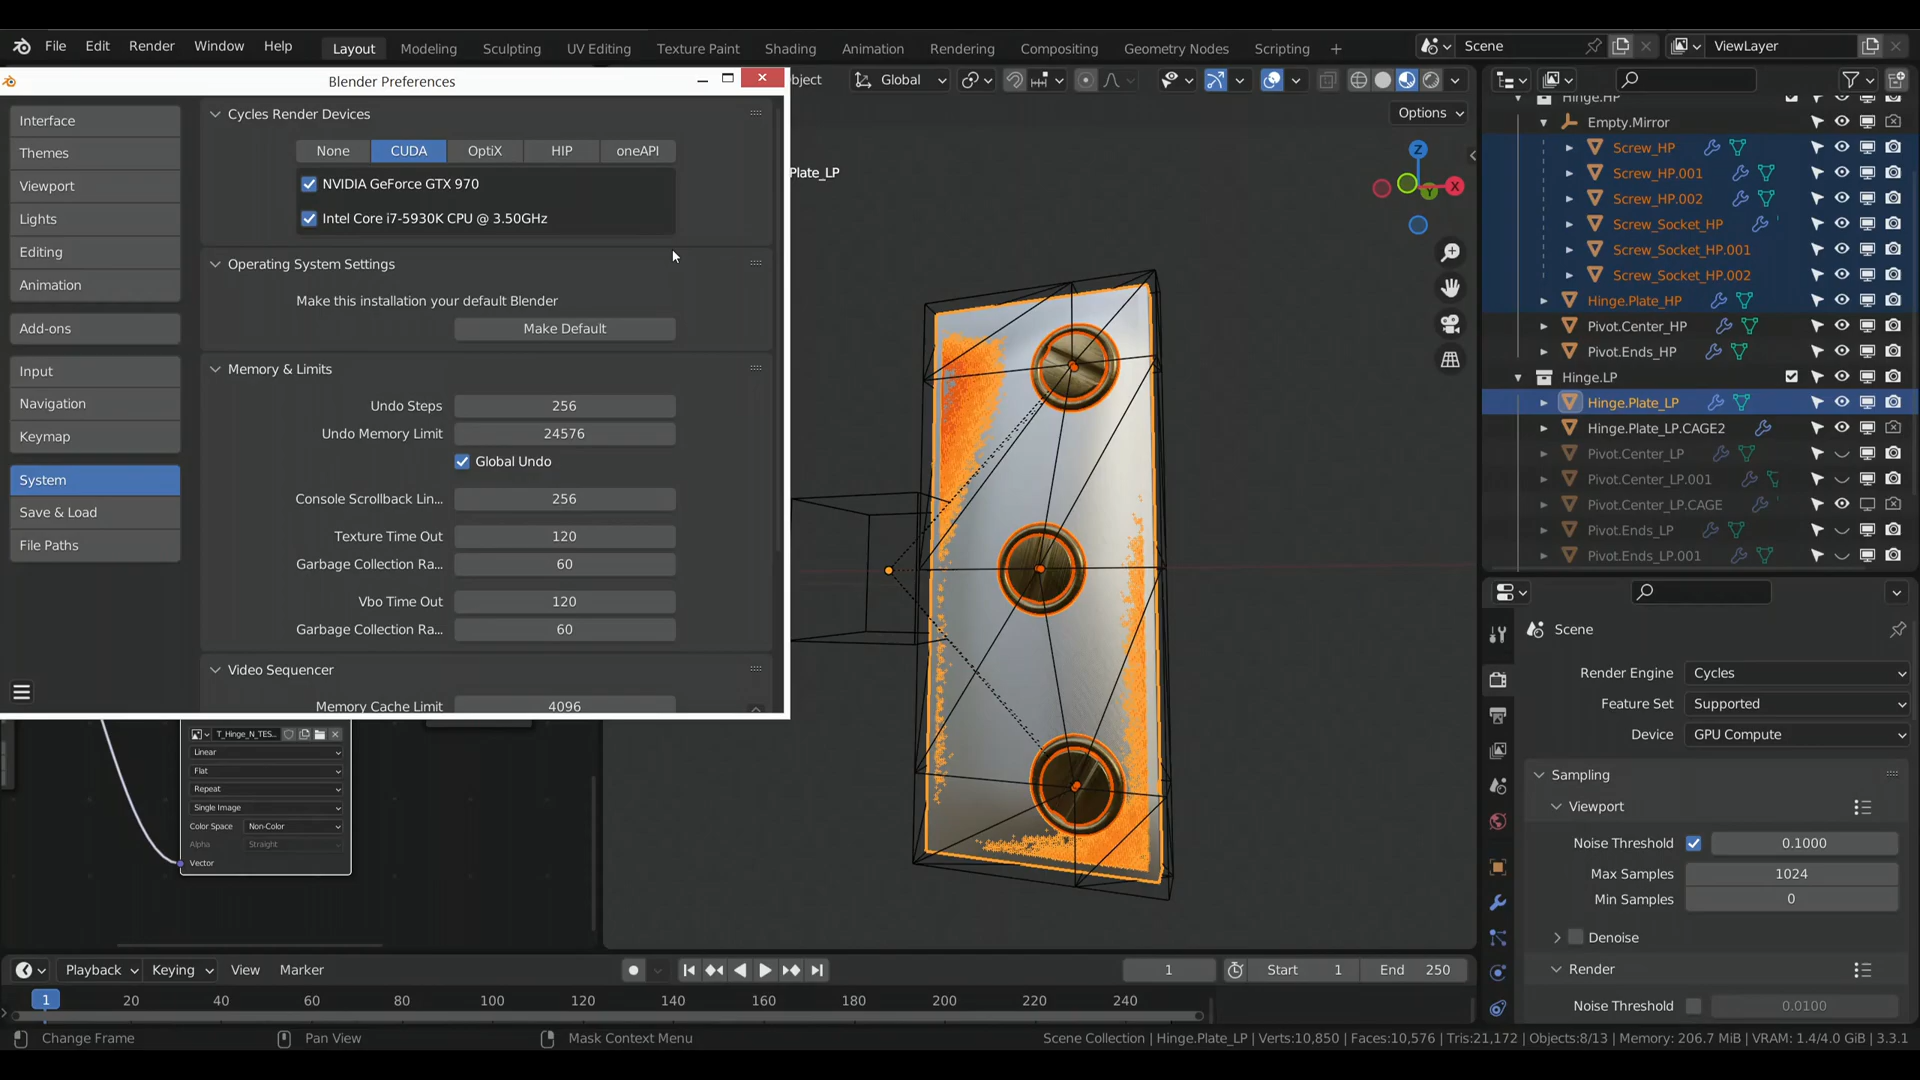 File Edit Render Window Help Layout Modeling Sculpting UV Editing Texture Paint Shading Animation Rendering Compositing Geometry Nodes Scripting + Scene ViewLayer
Blender Preferences
Interface
Themes
Viewport
Lights
Editing
Animation
Add-ons
Input
Navigation
Keymap
System
Save & Load
File Paths
Cycles Render Devices
None CUDA OptiX HIP oneAPI
NVIDIA GeForce GTX 970
Intel Core i7-5930K CPU @ 3.50GHz
Operating System Settings
Make this installation your default Blender
Make Default
Memory & Limits
Undo Steps 256
Undo Memory Limit 24576
Global Undo
Console Scrollback Lin... 256
Texture Time Out 120
Garbage Collection Ra... 60
Vbo Time Out 120
Garbage Collection Ra... 60
Video Sequencer
Memory Cache Limit 4096
bject Global
Options
Plate_LP
Z
X
Y
Hinge.HP
Empty.Mirror
Screw_HP
Screw_HP.001
Screw_HP.002
Screw_Socket_HP
Screw_Socket_HP.001
Screw_Socket_HP.002
Hinge.Plate_HP
Pivot.Center_HP
Pivot.Ends_HP
Hinge.LP
Hinge.Plate_LP
Hinge.Plate_LP.CAGE2
Pivot.Center_LP
Pivot.Center_LP.001
Pivot.Center_LP.CAGE
Pivot.Ends_LP
Pivot.Ends_LP.001
Scene
Render Engine Cycles
Feature Set Supported
Device GPU Compute
Sampling
Viewport
Noise Threshold 0.1000
Max Samples 1024
Min Samples 0
Denoise
Render
Noise Threshold 0.0100
T_Hinge_N_TES...
Linear
Flat
Repeat
Single Image
Color Space Non-Color
Alpha Straight
Vector
Playback Keying View Marker 1 Start 1 End 250
1 20 40 60 80 100 120 140 160 180 200 220 240
Change Frame Pan View Mask Context Menu Scene Collection | Hinge.Plate_LP | Verts:10,850 | Faces:10,576 | Tris:21,172 | Objects:8/13 | Memory: 206.7 MiB | VRAM: 1.4/4.0 GiB | 3.3.1